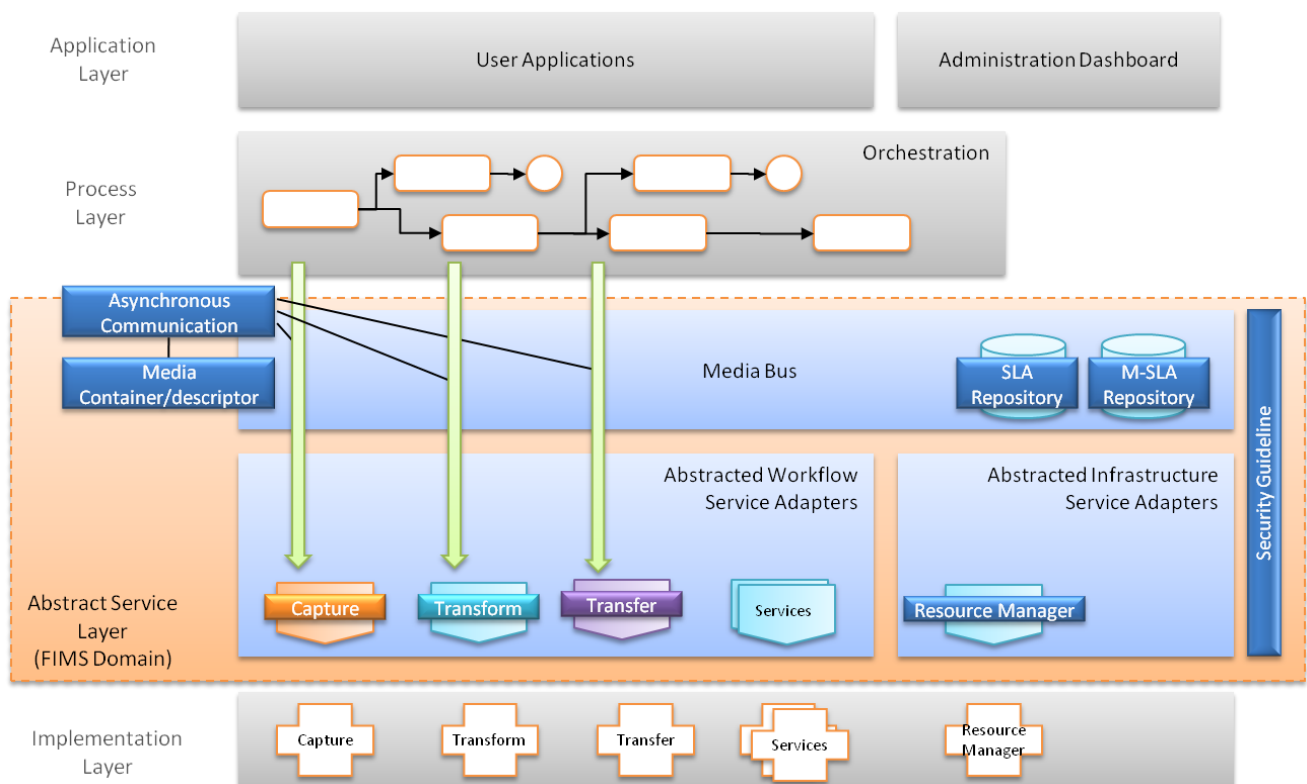 Application
Layer
User Applications
Administration Dashboard
Process
Layer
Orchestration
Asynchronous
Communication
Media
Container/descriptor
Media Bus
SLA
Repository
M-SLA
Repository
Security Guideline
Abstracted Workflow
Service Adapters
Abstracted Infrastructure
Service Adapters
Capture
Transform
Transfer
Services
Resource Manager
Abstract Service
Layer
(FIMS Domain)
Implementation
Layer
Capture
Transform
Transfer
Services
Resource
Manager